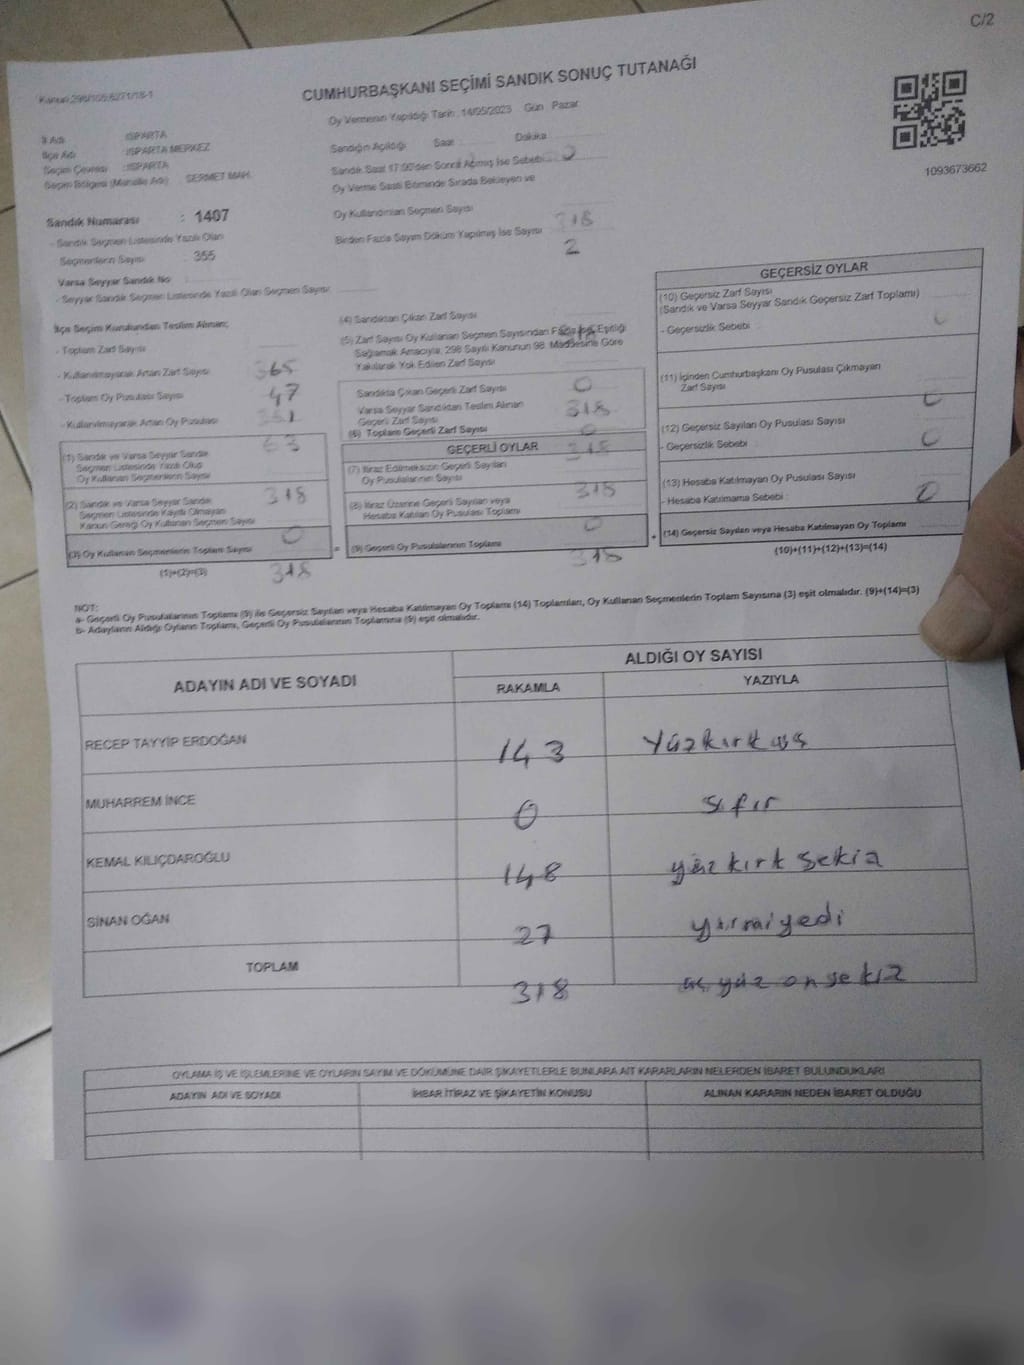 C/2
Kanun:298/105;6271/18-1
CUMHURBAŞKANI SEÇİMİ SANDIK SONUÇ TUTANAĞI
Oy Vermenin Yapıldığı Tarih : 14/05/2023 Gün Pazar
İl Adı : ISPARTA
İlçe Adı : ISPARTA MERKEZ
Seçim Çevresi : ISPARTA
Seçim Bölgesi (Mahalle Adı) SERMET MAH.
Sandığın Açıldığı Saat Dakika
Sandık Saat 17:00'den Sonra Açılmış İse Sebebi
Oy Verme Saati Bitiminde Sırada Bekleyen ve
Oy Kullandırılan Seçmen Sayısı
318
Birden Fazla Sayım Döküm Yapılmış İse Sayısı
2
1093673662
Sandık Numarası : 1407
- Sandık Seçmen Listesinde Yazılı Olan
Seçmenlerin Sayısı : 355
Varsa Seyyar Sandık No
- Seyyar Sandık Seçmen Listesinde Yazılı Olan Seçmen Sayısı
İlçe Seçim Kurulundan Teslim Alınan;
- Toplam Zarf Sayısı
365
- Kullanılmayarak Artan Zarf Sayısı
47
- Toplam Oy Pusulası Sayısı
- Kullanılmayarak Artan Oy Pusulası
63
(1) Sandık ve Varsa Seyyar Sandık
Seçmen Listesinde Yazılı Olup
Oy Kullanan Seçmenlerin Sayısı
318
(2) Sandık ve Varsa Seyyar Sandık
Seçmen Listesinde Kayıtlı Olmayan
Kanun Gereği Oy Kullanan Seçmen Sayısı
0
(3) Oy Kullanan Seçmenlerin Toplam Sayısı
(1)+(2)=(3)
318
(4) Sandıktan Çıkan Zarf Sayısı
(5) Zarf Sayısı Oy Kullanan Seçmen Sayısından Fazla İse, Eşitliği
Sağlamak Amacıyla, 298 Sayılı Kanunun 98. Maddesine Göre
Yakılarak Yok Edilen Zarf Sayısı
0
Sandıkta Çıkan Geçerli Zarf Sayısı
318
Varsa Seyyar Sandıktan Teslim Alınan
Geçerli Zarf Sayısı
0
(6) Toplam Geçerli Zarf Sayısı
318
GEÇERLİ OYLAR
(7) İtiraz Edilmeksizin Geçerli Sayılan
Oy Pusulalarının Sayısı
318
(8) İtiraz Üzerine Geçerli Sayılan veya
Hesaba Katılan Oy Pusulası Toplamı
0
= (9) Geçerli Oy Pusulalarının Toplamı
318
GEÇERSİZ OYLAR
(10) Geçersiz Zarf Sayısı
(Sandık ve Varsa Seyyar Sandık Geçersiz Zarf Toplamı)
- Geçersizlik Sebebi :
0
(11) İçinden Cumhurbaşkanı Oy Pusulası Çıkmayan
Zarf Sayısı
0
(12) Geçersiz Sayılan Oy Pusulası Sayısı
- Geçersizlik Sebebi :
0
(13) Hesaba Katılmayan Oy Pusulası Sayısı
- Hesaba Katılmama Sebebi :
0
+ (14) Geçersiz Sayılan veya Hesaba Katılmayan Oy Toplamı
(10)+(11)+(12)+(13)=(14)
NOT:
a- Geçerli Oy Pusulalarının Toplamı (9) ile Geçersiz Sayılan veya Hesaba Katılmayan Oy Toplamı (14) Toplamları, Oy Kullanan Seçmenlerin Toplam Sayısına (3) eşit olmalıdır. (9)+(14)=(3)
b- Adayların Aldığı Oyların Toplamı, Geçerli Oy Pusulalarının Toplamına (9) eşit olmalıdır.
ADAYIN ADI VE SOYADI
ALDIĞI OY SAYISI
RAKAMLA YAZIYLA
RECEP TAYYİP ERDOĞAN 143 Yüzkırküç
MUHARREM İNCE 0 sıfır
KEMAL KILIÇDAROĞLU 148 yüz kırk sekiz
SİNAN OĞAN 27 yirmiyedi
TOPLAM 318 üç yüz onsekiz
OYLAMA İŞ VE İŞLEMLERİNE VE OYLARIN SAYIM VE DÖKÜMÜNE DAİR ŞİKAYETLERLE BUNLARA AİT KARARLARIN NELERDEN İBARET BULUNDUKLARI
ADAYIN ADI VE SOYADI İHBAR İTİRAZ VE ŞİKAYETİN KONUSU ALINAN KARARIN NEDEN İBARET OLDUĞU